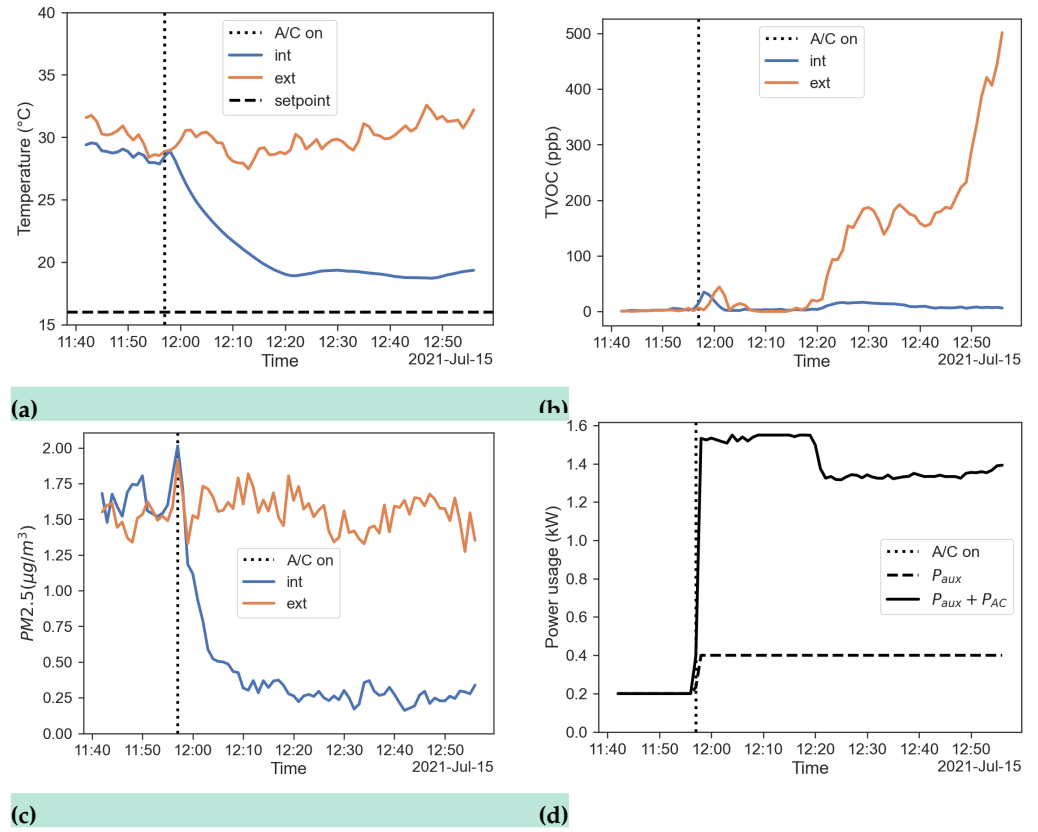 40
35
30
25
20
15
Temperature (°C)
A/C on
int
ext
setpoint
11:40 11:50 12:00 12:10 12:20 12:30 12:40 12:50
Time
2021-Jul-15
(a)
500
400
300
200
100
0
TVOC (ppb)
A/C on
int
ext
11:40 11:50 12:00 12:10 12:20 12:30 12:40 12:50
Time
2021-Jul-15
(b)
2.00
1.75
1.50
1.25
1.00
0.75
0.50
0.25
0.00
PM2.5(μg/m³)
A/C on
int
ext
11:40 11:50 12:00 12:10 12:20 12:30 12:40 12:50
Time
2021-Jul-15
(c)
1.6
1.4
1.2
1.0
0.8
0.6
0.4
0.2
0.0
Power usage (kW)
A/C on
P_aux
P_aux + P_AC
11:40 11:50 12:00 12:10 12:20 12:30 12:40 12:50
Time
2021-Jul-15
(d)